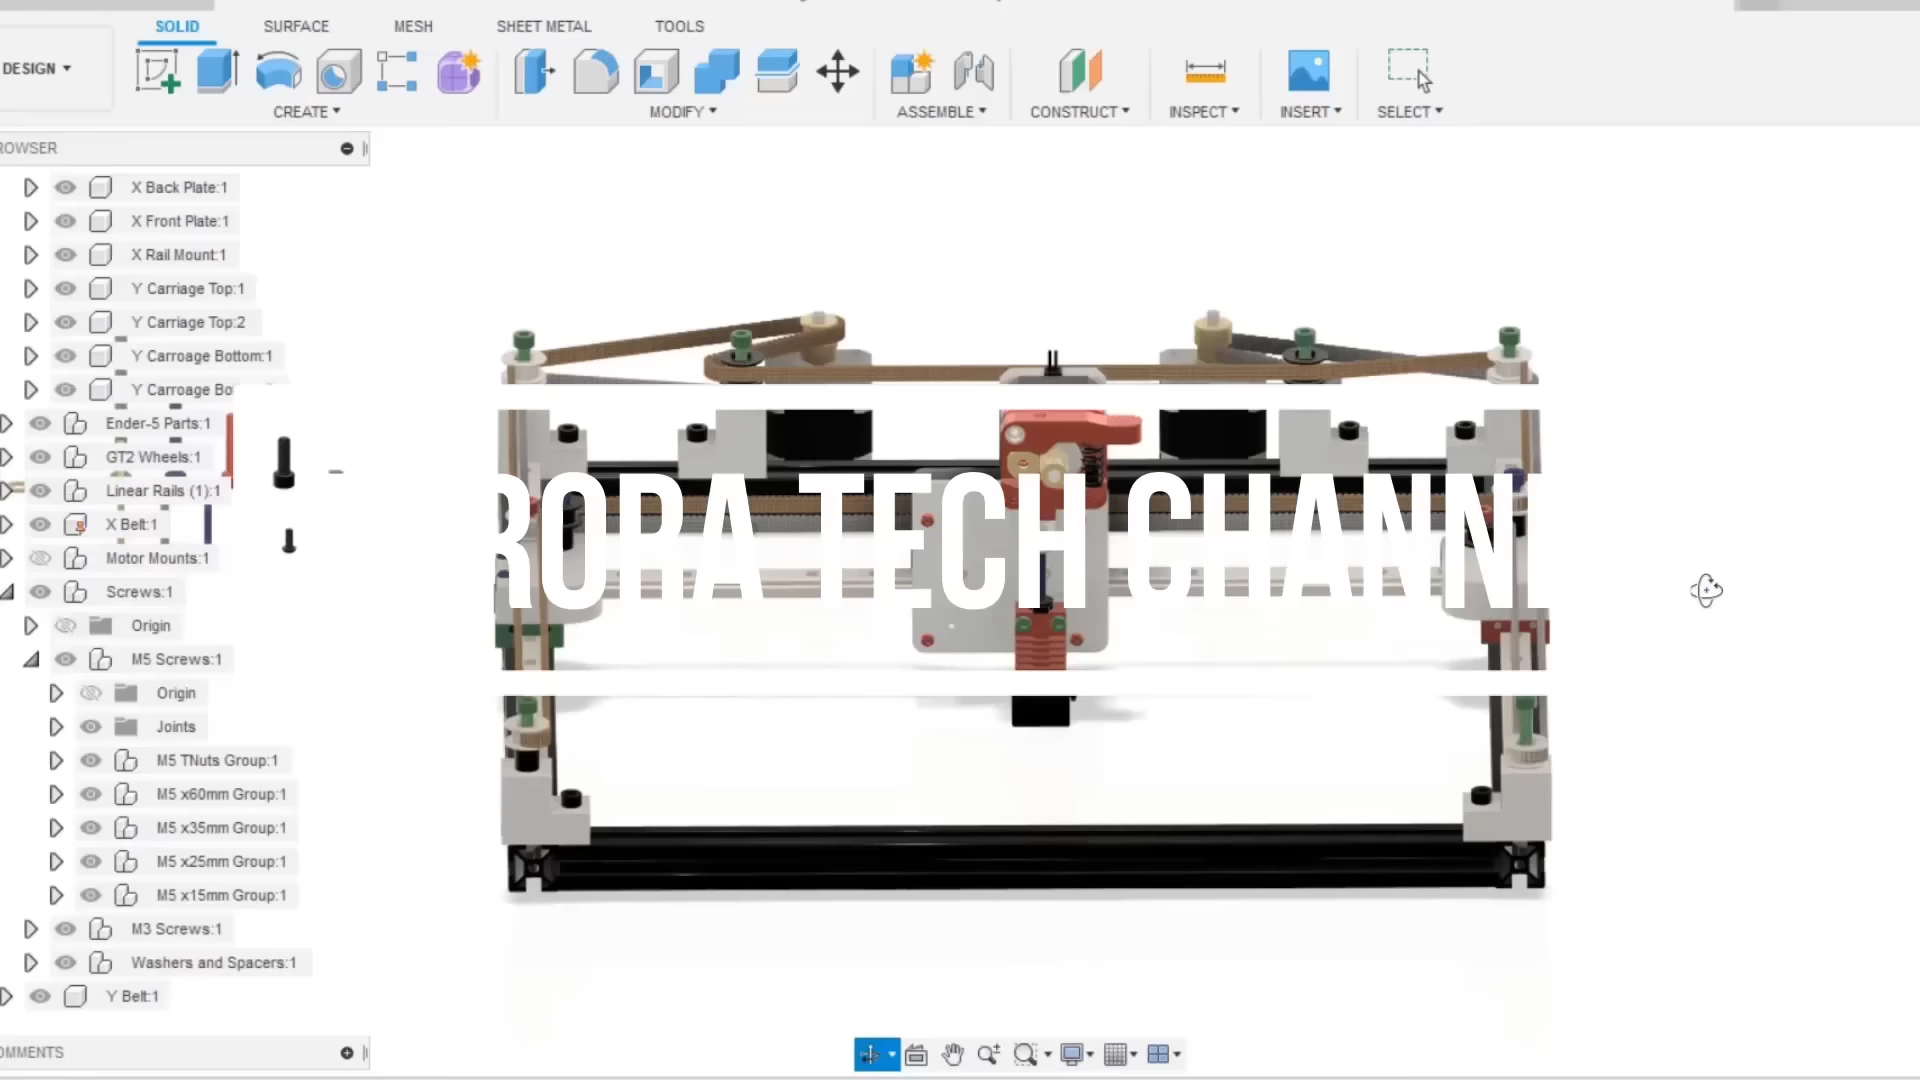 SOLID SURFACE MESH SHEET METAL TOOLS
DESIGN
CREATE MODIFY ASSEMBLE CONSTRUCT INSPECT INSERT SELECT
ROWSER
X Back Plate:1
X Front Plate:1
X Rail Mount:1
Y Carriage Top:1
Y Carriage Top:2
Y Carroage Bottom:1
Y Carroage Bo
Ender-5 Parts:1
GT2 Wheels:1
Linear Rails (1):1
X Belt:1
Motor Mounts:1
Screws:1
Origin
M5 Screws:1
Origin
Joints
M5 TNuts Group:1
M5 x60mm Group:1
M5 x35mm Group:1
M5 x25mm Group:1
M5 x15mm Group:1
M3 Screws:1
Washers and Spacers:1
Y Belt:1
OMMENTS
RORA TECH CHANN